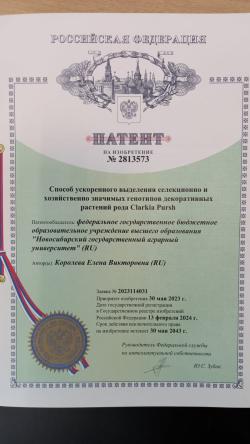 РОССИЙСКАЯ ФЕДЕРАЦИЯ
ПАТЕНТ
НА ИЗОБРЕТЕНИЕ
№ 2813573
Способ ускоренного выделения селекционно и
хозяйственно значимых генотипов декоративных
растений рода Clarkia Pursh
Патентообладатель: федеральное государственное бюджетное
образовательное учреждение высшего образования
"Новосибирский государственный аграрный
университет" (RU)
Автор(ы): Королева Елена Викторовна (RU)
Заявка № 2023114031
Приоритет изобретения 30 мая 2023 г.
Дата государственной регистрации
в Государственном реестре изобретений
Российской Федерации 13 февраля 2024 г.
Срок действия исключительного права
на изобретение истекает 30 мая 2043 г.
Руководитель Федеральной службы
по интеллектуальной собственности
Ю.С. Зубов